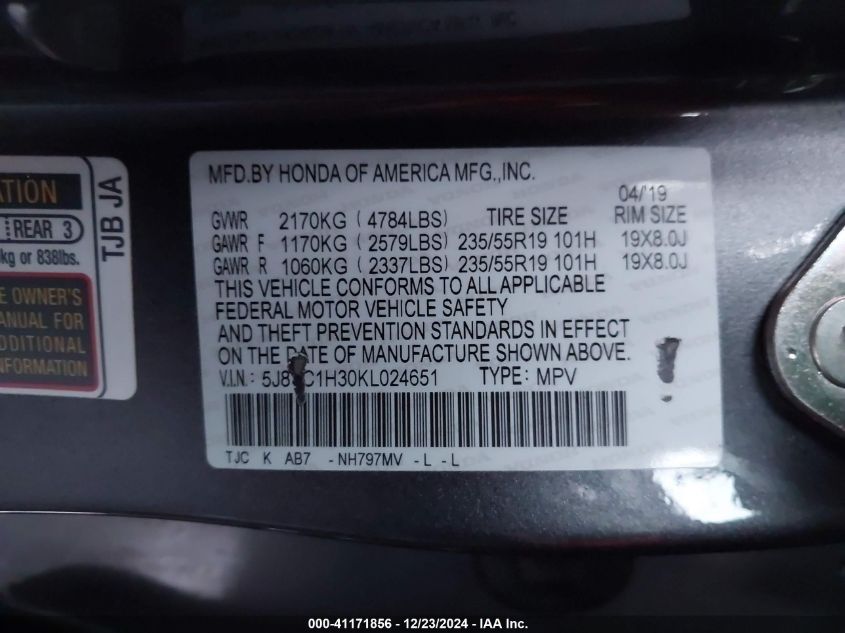 MFD.BY HONDA OF AMERICA MFG.,INC.
04/'19
GVWR 2170KG ( 4784LBS) TIRE SIZE RIM SIZE
GAWR F 1170KG ( 2579LBS) 235/55R19 101H 19X8.0J
GAWR R 1060KG ( 2337LBS) 235/55R19 101H 19X8.0J
THIS VEHICLE CONFORMS TO ALL APPLICABLE
FEDERAL MOTOR VEHICLE SAFETY
AND THEFT PREVENTION STANDARDS IN EFFECT
ON THE DATE OF MANUFACTURE SHOWN ABOVE.
V.I.N.: 5J8 C1H30KL024651 TYPE: MPV
TJC K AB7 -NH797MV -L -L
REAR 3
kg or 838lbs.
OWNER'S
FOR
TJB JA
000-41171856 - 12/23/2024 - IAA Inc.